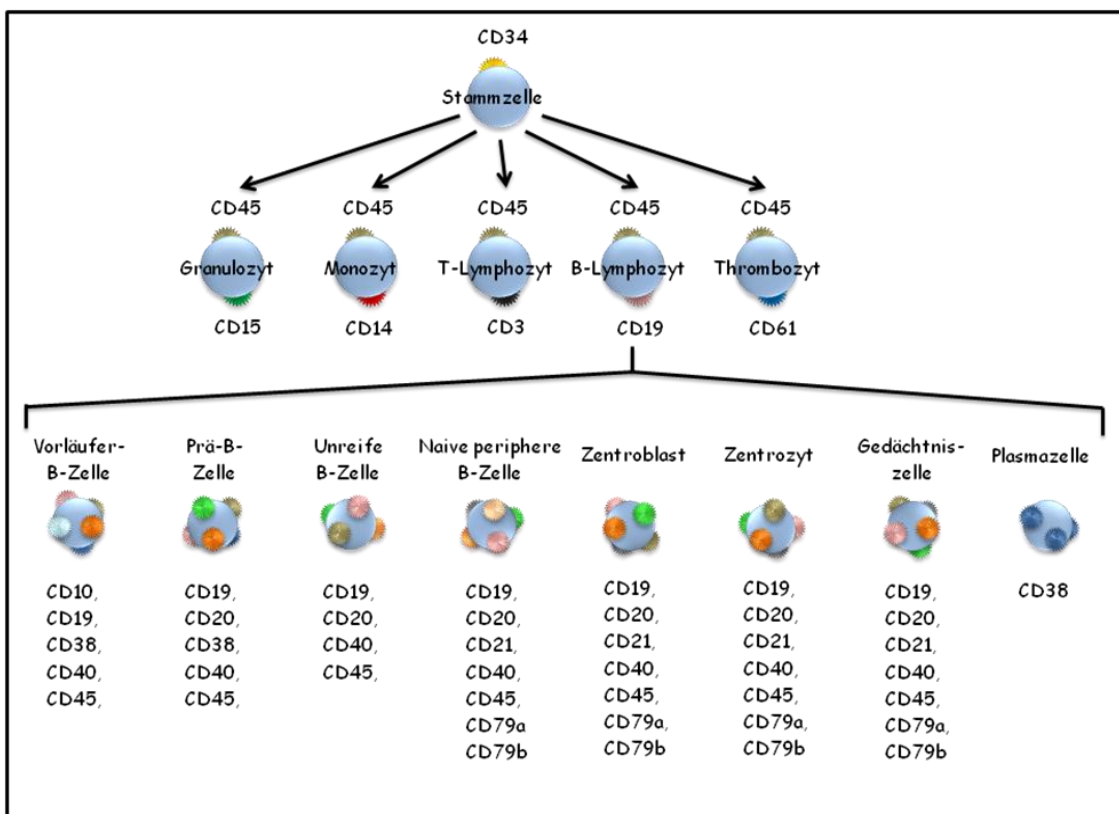 CD34
Stammzelle
CD45 CD45 CD45 CD45 CD45
Granulozyt Monozyt T-Lymphozyt B-Lymphozyt Thrombozyt
CD15 CD14 CD3 CD19 CD61
Vorläufer-
B-Zelle
Prä-B-
Zelle
Unreife
B-Zelle
Naive periphere
B-Zelle
Zentroblast
Zentrozyt
Gedächtnis-
zelle
Plasmazelle
CD10,
CD19,
CD38,
CD40,
CD45,
CD19,
CD20,
CD38,
CD40,
CD45,
CD19,
CD20,
CD40,
CD45,
CD19,
CD20,
CD21,
CD40,
CD45,
CD79a
CD79b
CD19,
CD20,
CD21,
CD40,
CD45,
CD79a,
CD79b
CD19,
CD20,
CD21,
CD40,
CD45,
CD79a,
CD79b
CD19,
CD20,
CD21,
CD40,
CD45,
CD79a,
CD79b
CD38